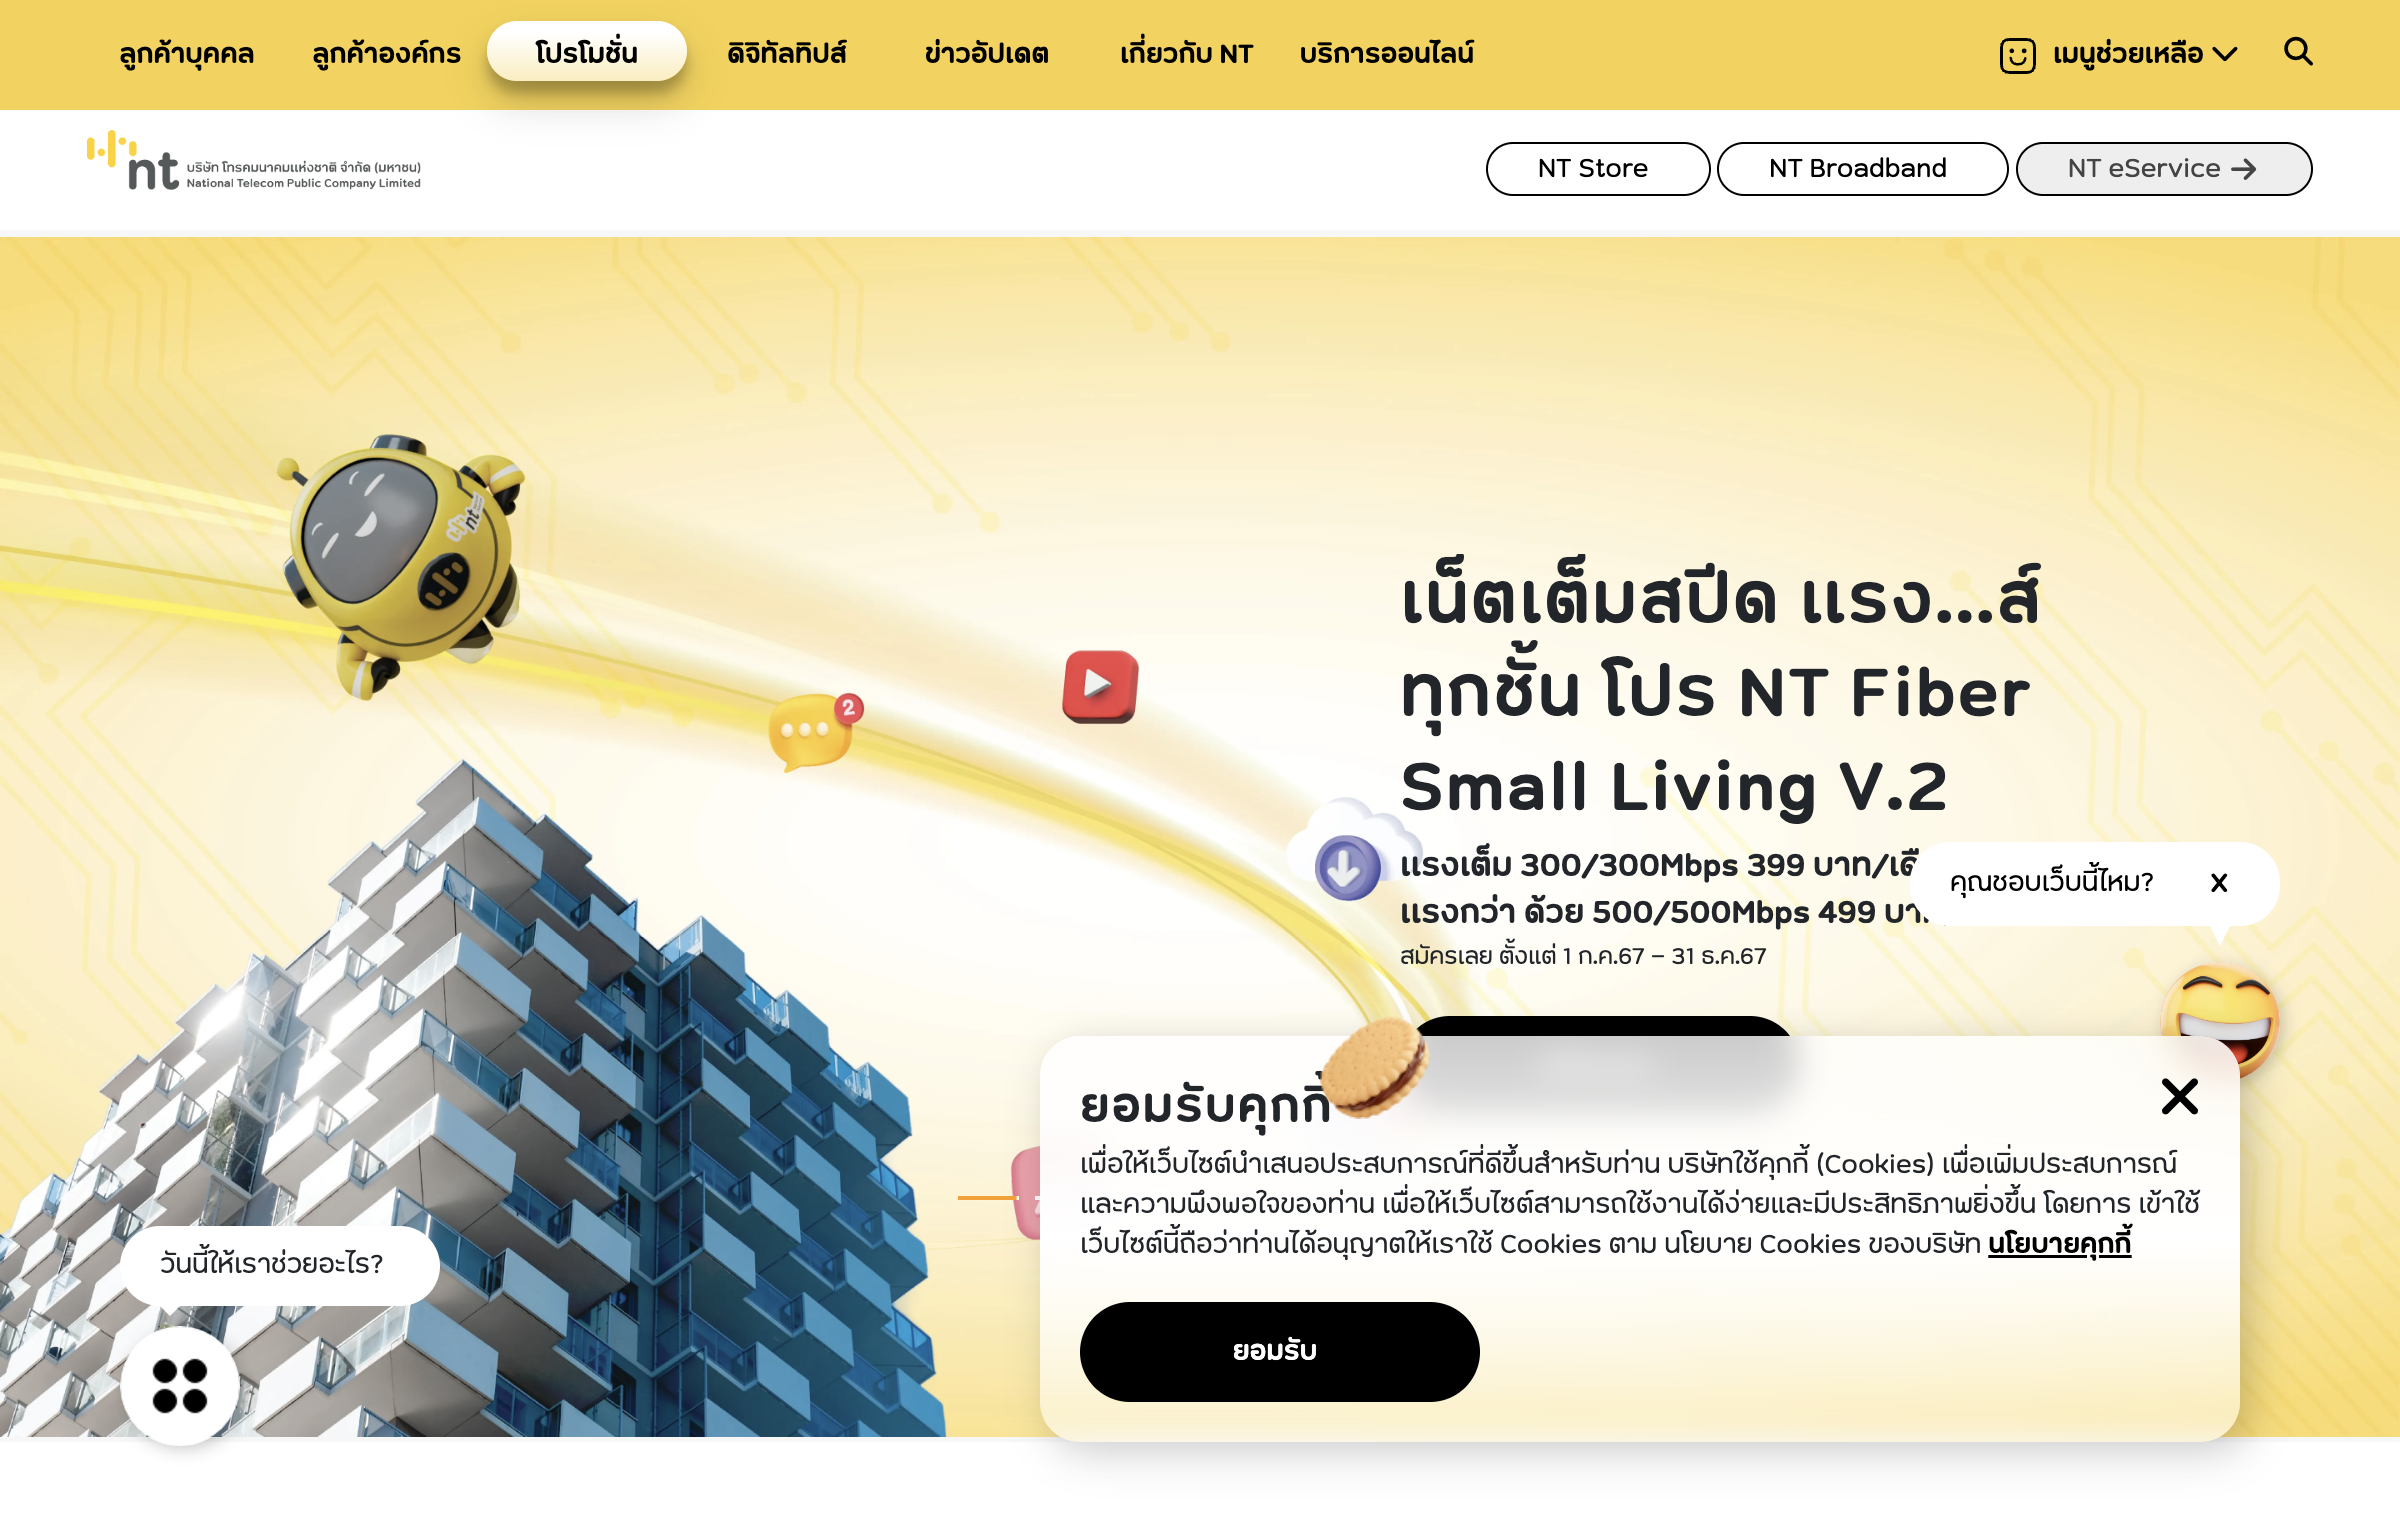 ลูกค้าบุคคล
ลูกค้าองค์กร
โปรโมชั่น
ดิจิทัลทิปส์
ข่าวอัปเดต
เกี่ยวกับ NT
บริการออนไลน์
เมนูช่วยเหลือ
nt บริษัท โทรคมนาคมแห่งชาติ จำกัด (มหาชน)
National Telecom Public Company Limited
NT Store
NT Broadband
NT eService
nt
2
เน็ตเต็มสปีด แรง...ส์
ทุกชั้น โปร NT Fiber
Small Living V.2
แรงเต็ม 300/300Mbps 399 บาท/
แรงกว่า ด้วย 500/500Mbps 499
สมัครเลย ตั้งแต่ 1 ก.ค.67 – 31 ธ.ค.67
คุณชอบเว็บนี้ไหม? X
ยอมรับคุกกี้
เพื่อให้เว็บไซต์นำเสนอประสบการณ์ที่ดีขึ้นสำหรับท่าน บริษัทใช้คุกกี้ (Cookies) เพื่อเพิ่มประสบการณ์
และความพึงพอใจของท่าน เพื่อให้เว็บไซต์สามารถใช้งานได้ง่ายและมีประสิทธิภาพยิ่งขึ้น โดยการ เข้าใช้
เว็บไซต์นี้ถือว่าท่านได้อนุญาตให้เราใช้ Cookies ตาม นโยบาย Cookies ของบริษัท นโยบายคุกกี้
ยอมรับ
วันนี้ให้เราช่วยอะไร?